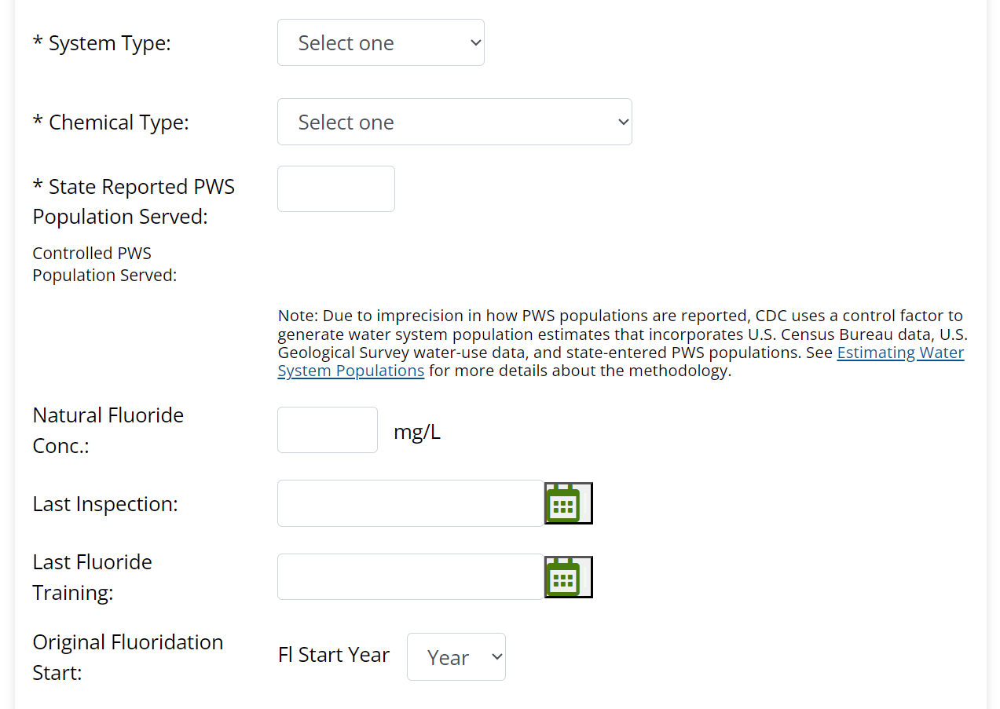 * System Type:
Select one
* Chemical Type:
Select one
* State Reported PWS
Population Served:
Controlled PWS
Population Served:
Note: Due to imprecision in how PWS populations are reported, CDC uses a control factor to
generate water system population estimates that incorporates U.S. Census Bureau data, U.S.
Geological Survey water-use data, and state-entered PWS populations. See Estimating Water
System Populations for more details about the methodology.
Natural Fluoride
Conc.:
mg/L
Last Inspection:
Last Fluoride
Training:
Original Fluoridation
Start:
Fl Start Year
Year